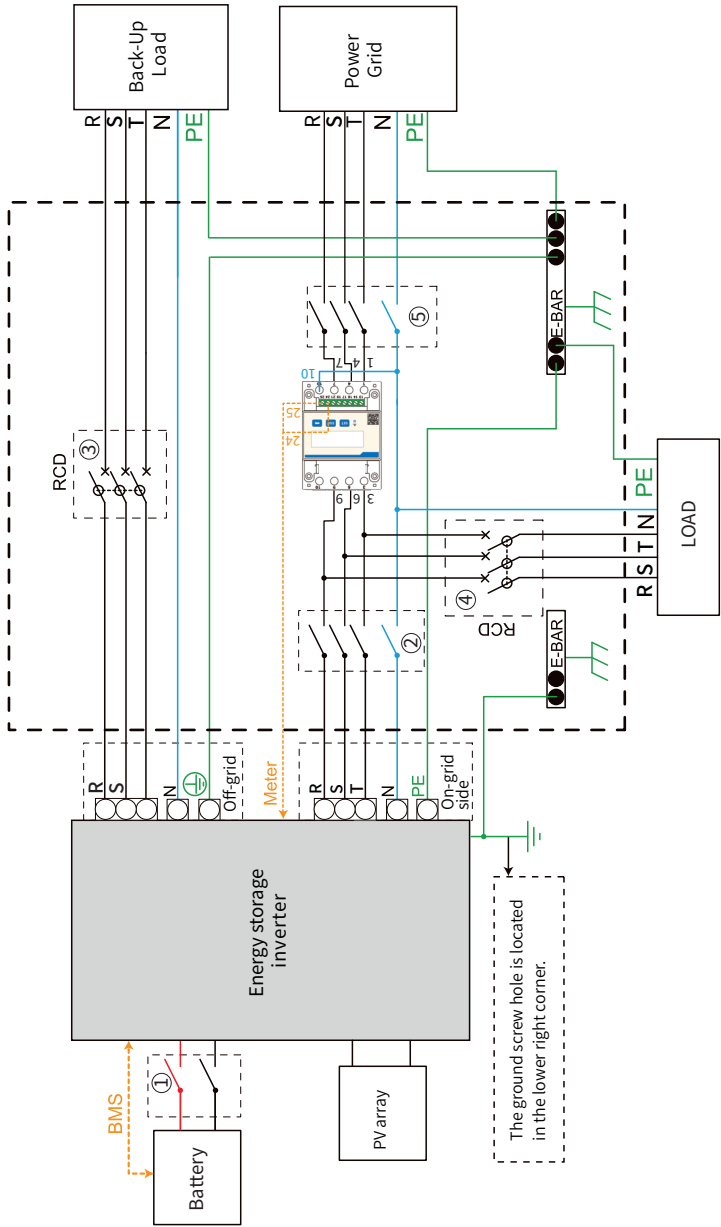 Back-Up
Load
Power
Grid
R
S
T
N
PE
R
S
T
N
PE
RCD
③
⑤
10
7
4
1
25
24
9
6
3
E-BAR
②
④
RCD
E-BAR
R S T N PE
LOAD
R
S
N
Off-grid
Meter
R
S
T
N
PE
On-grid
side
Energy storage
inverter
The ground screw hole is located
in the lower right corner.
BMS
①
Battery
PV array